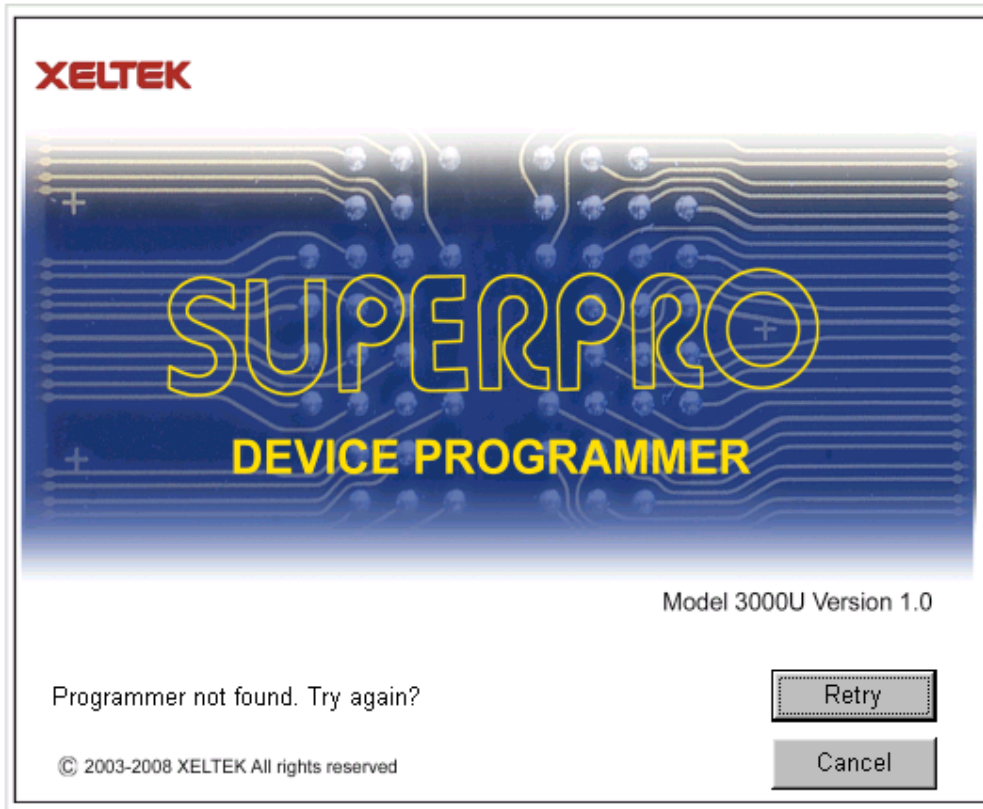 XELTEK
SUPERPRO
DEVICE PROGRAMMER
Model 3000U Version 1.0
Programmer not found. Try again?
Retry
© 2003-2008 XELTEK All rights reserved
Cancel